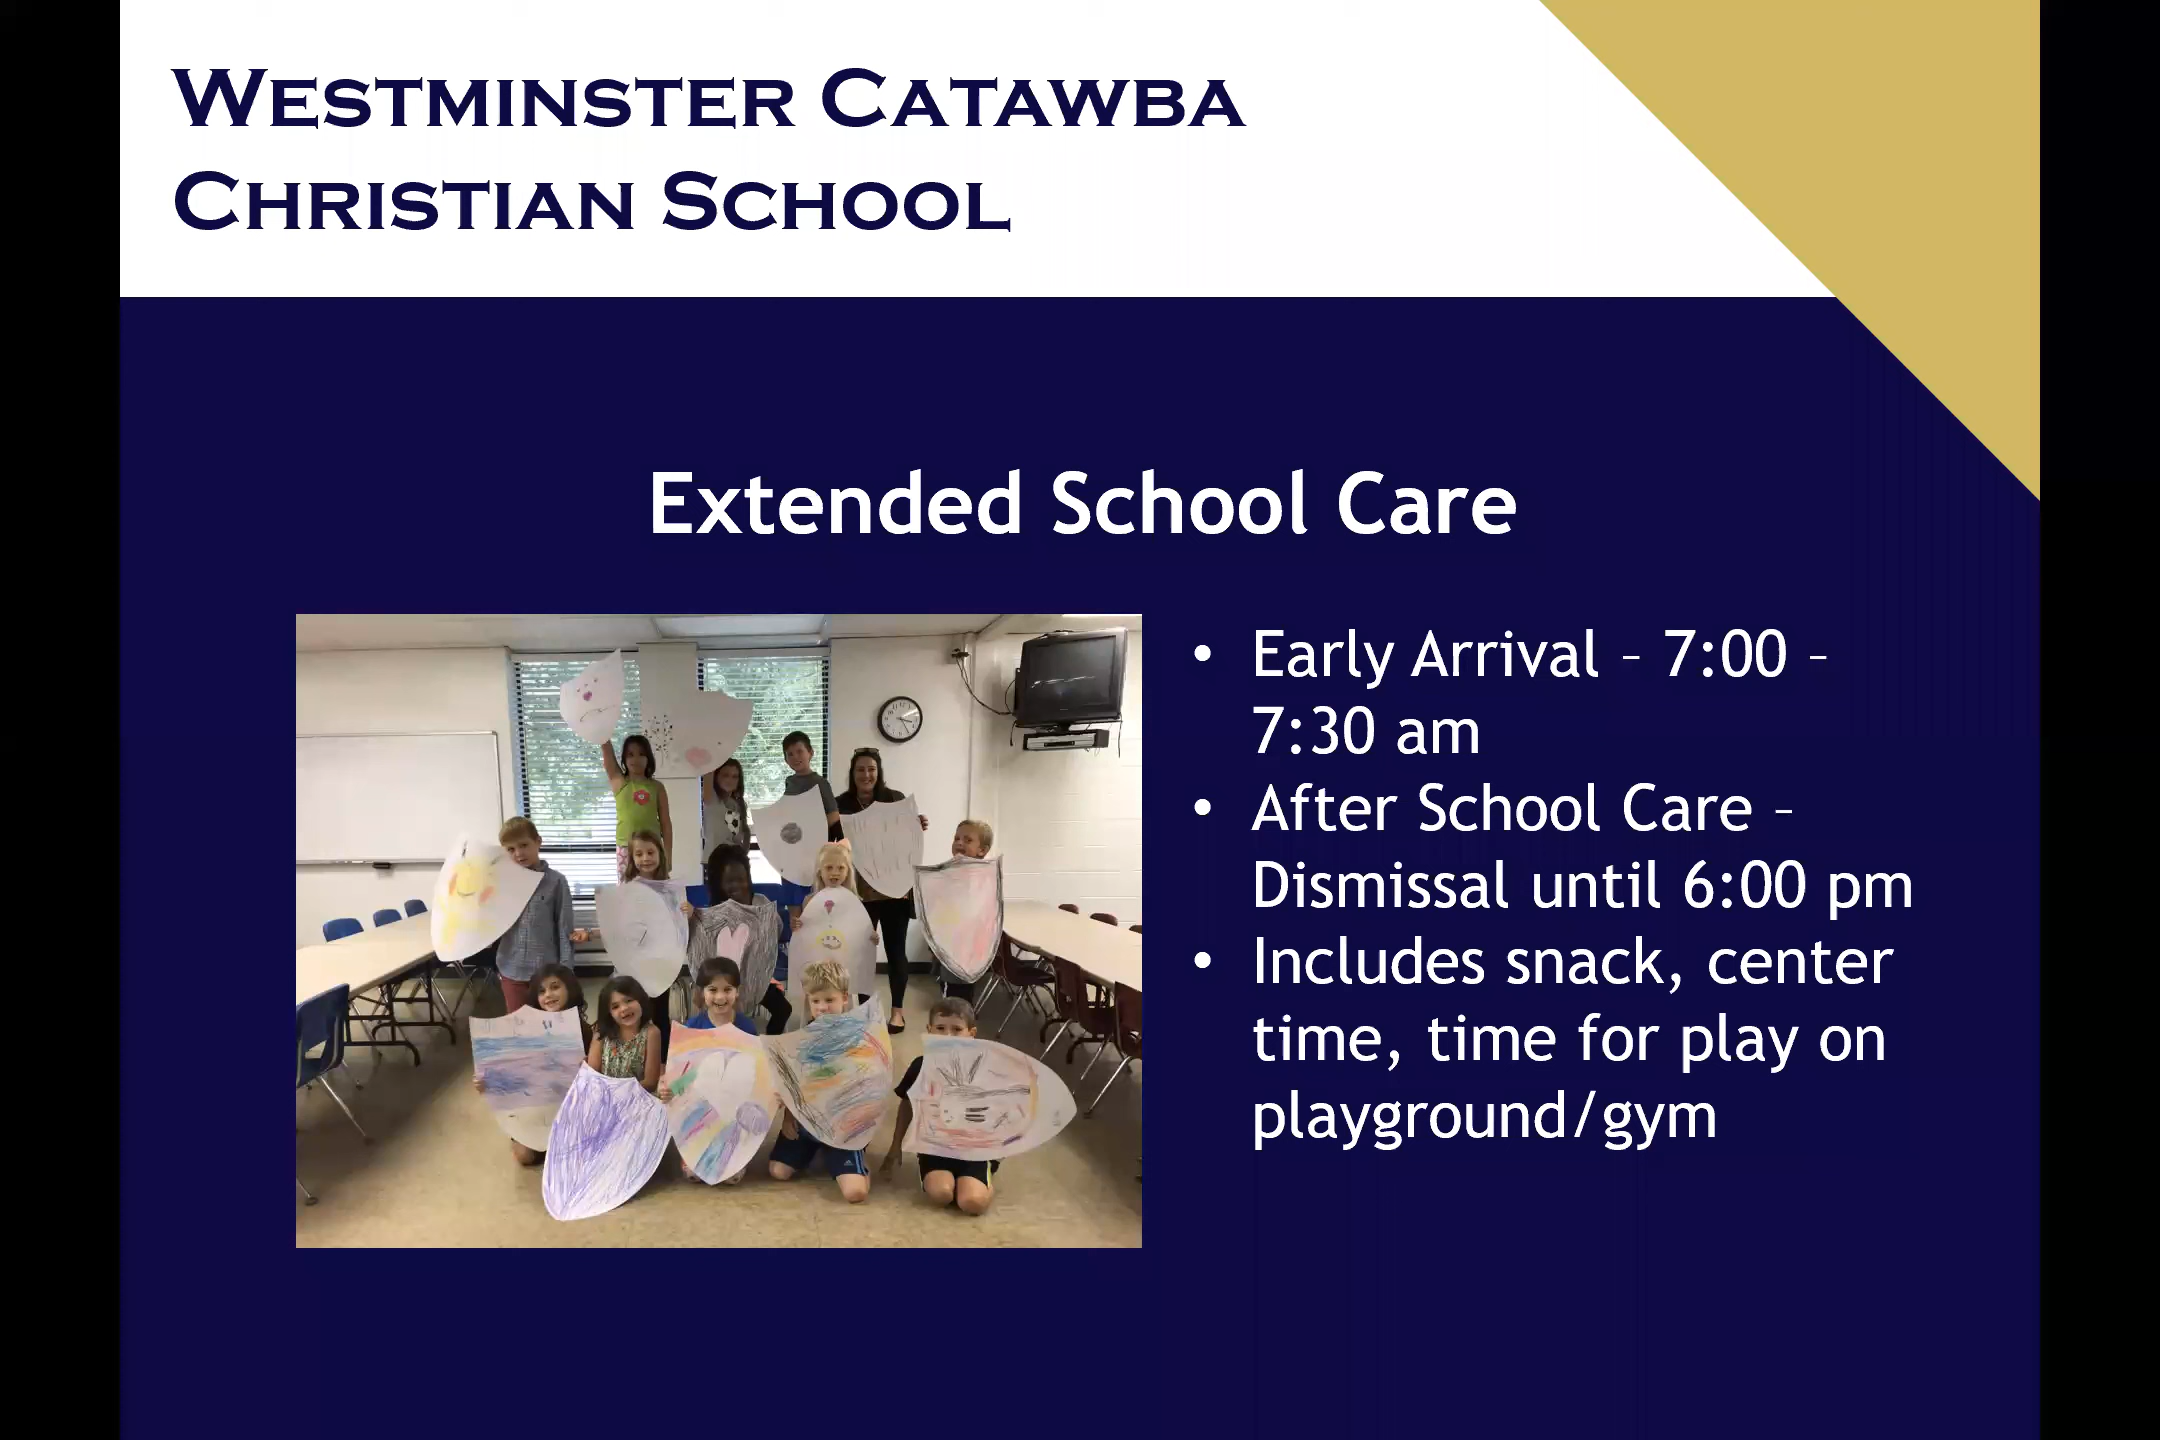 WESTMINSTER CATAWBA
CHRISTIAN SCHOOL
Extended School Care
• Early Arrival – 7:00 –
7:30 am
• After School Care –
Dismissal until 6:00 pm
• Includes snack, center
time, time for play on
playground/gym